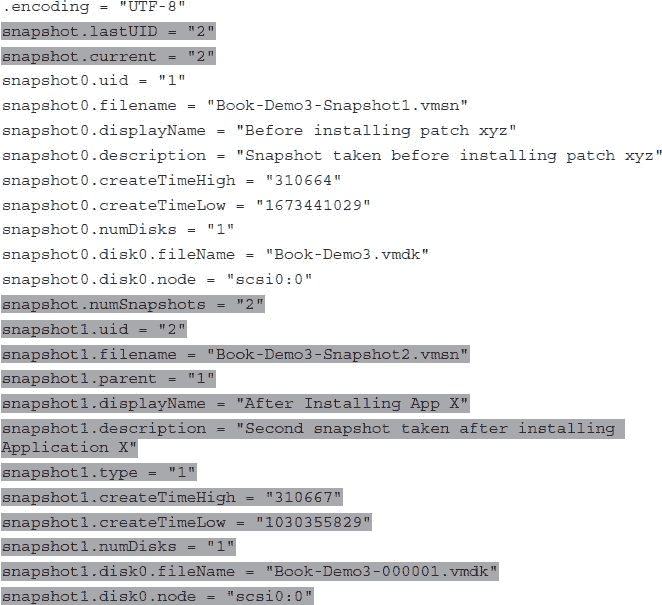 .encoding = "UTF-8"
snapshot.lastUID = "2"
snapshot.current = "2"
snapshot0.uid = "1"
snapshot0.filename = "Book-Demo3-Snapshot1.vmsn"
snapshot0.displayName = "Before installing patch xyz"
snapshot0.description = "Snapshot taken before installing patch xyz"
snapshot0.createTimeHigh = "310664"
snapshot0.createTimeLow = "1673441029"
snapshot0.numDisks = "1"
snapshot0.disk0.fileName = "Book-Demo3.vmdk"
snapshot0.disk0.node = "scsi0:0"
snapshot.numSnapshots = "2"
snapshot1.uid = "2"
snapshot1.filename = "Book-Demo3-Snapshot2.vmsn"
snapshot1.parent = "1"
snapshot1.displayName = "After Installing App X"
snapshot1.description = "Second snapshot taken after installing
Application X"
snapshot1.type = "1"
snapshot1.createTimeHigh = "310667"
snapshot1.createTimeLow = "1030355829"
snapshot1.numDisks = "1"
snapshot1.disk0.fileName = "Book-Demo3-000001.vmdk"
snapshot1.disk0.node = "scsi0:0"